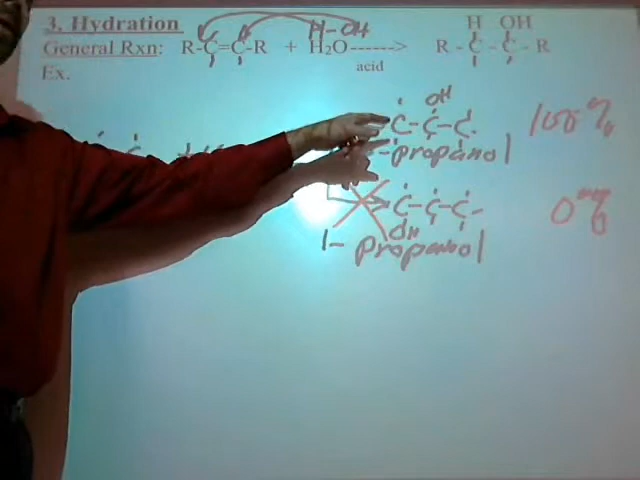 3. Hydration
H-OH
H OH
General Rxn: R-C=C-R + H₂O ------> R - C - C - R
acid
Ex.
OH
C-C-C 100%
propanol
C-C-C- 0%
OH
1- propanol